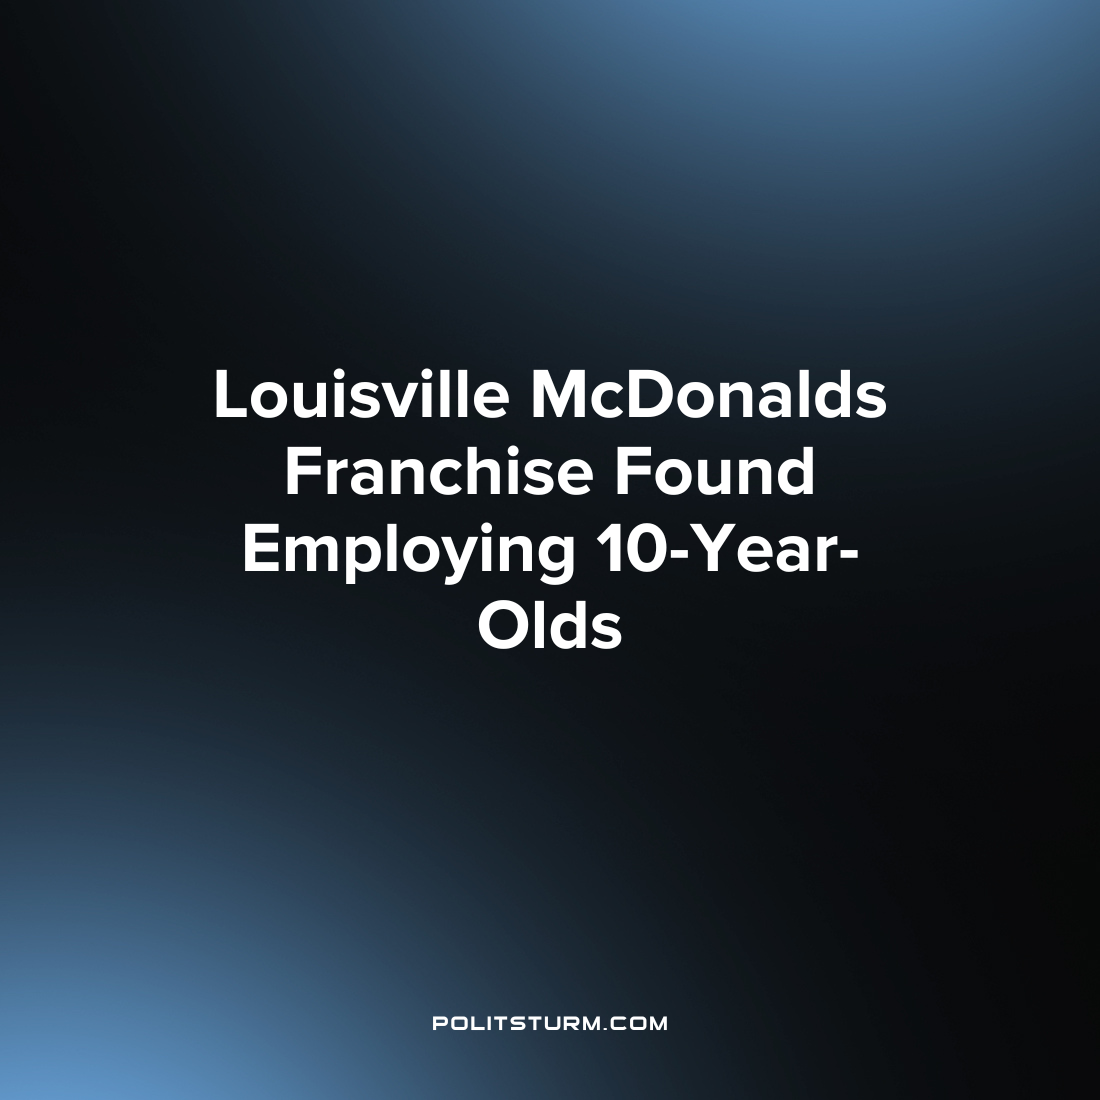 Louisville McDonalds
Franchise Found
Employing 10-Year-
Olds
POLITSTURM.COM